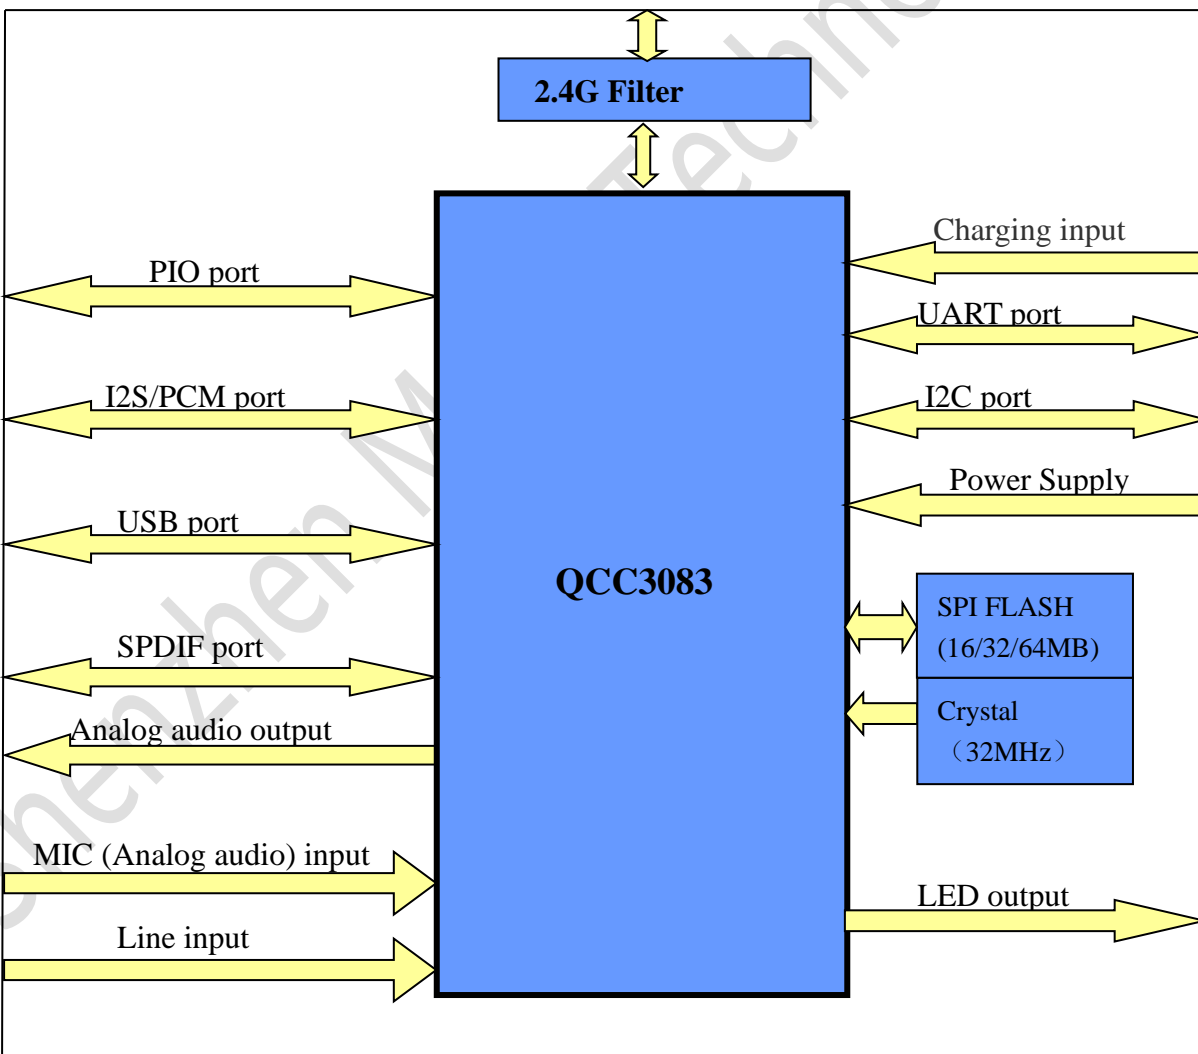 2.4G Filter
Charging input
PIO port
UART port
I2S/PCM port
I2C port
Power Supply
USB port
QCC3083
SPI FLASH
(16/32/64MB)
SPDIF port
Crystal
（32MHz）
Analog audio output
MIC (Analog audio) input
LED output
Line input